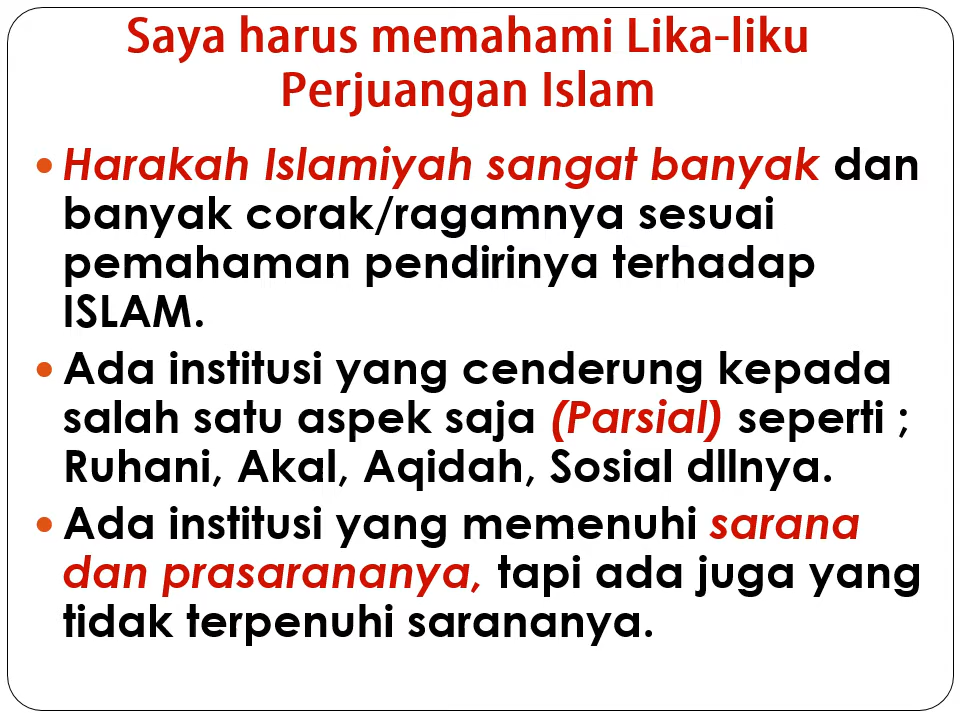 Saya harus memahami Lika-liku
Perjuangan Islam
• Harakah Islamiyah sangat banyak dan
banyak corak/ragamnya sesuai
pemahaman pendirinya terhadap
ISLAM.
• Ada institusi yang cenderung kepada
salah satu aspek saja (Parsial) seperti ;
Ruhani, Akal, Aqidah, Sosial dllnya.
• Ada institusi yang memenuhi sarana
dan prasarananya, tapi ada juga yang
tidak terpenuhi sarananya.